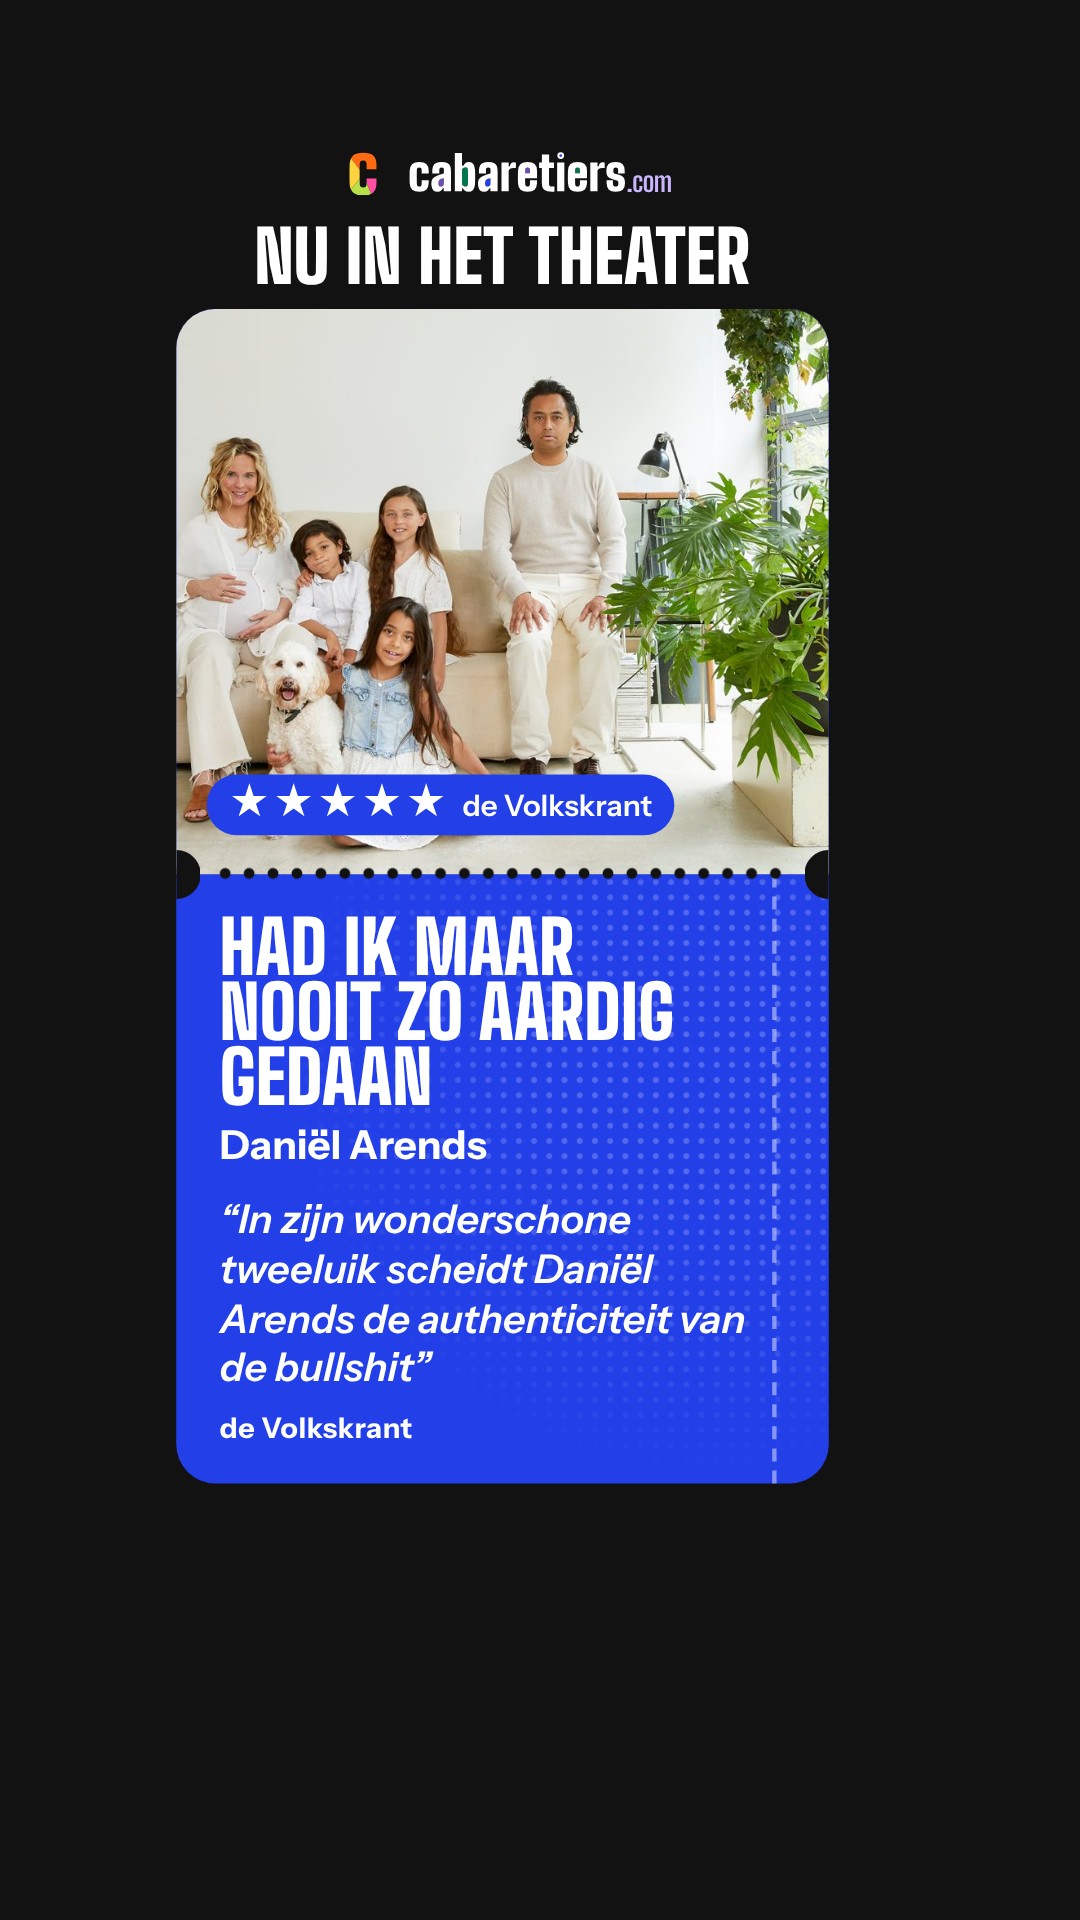 C cabaretiers.com
NU IN HET THEATER
★★★★★ de Volkskrant
HAD IK MAAR
NOOIT ZO AARDIG
GEDAAN
Daniël Arends
“In zijn wonderschone
tweeluik scheidt Daniël
Arends de authenticiteit van
de bullshit”
de Volkskrant